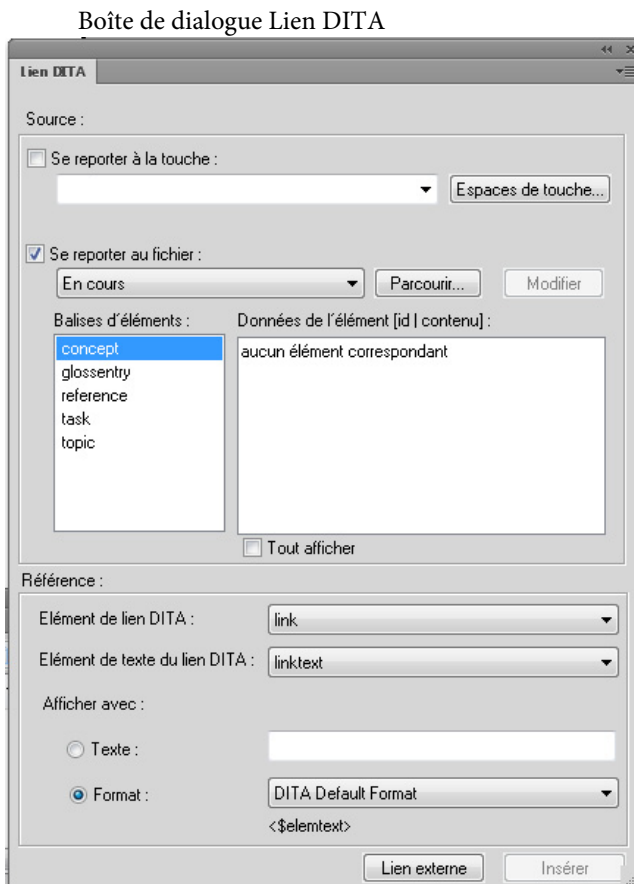 Boîte de dialogue Lien DITA
Lien DITA
Source :
Se reporter à la touche :
Espaces de touche...
Se reporter au fichier :
En cours
Parcourir...
Modifier
Balises d'éléments :
Données de l'élément [id | contenu] :
concept
glossentry
reference
task
topic
aucun élément correspondant
Tout afficher
Référence :
Elément de lien DITA :
link
Elément de texte du lien DITA :
linktext
Afficher avec :
Texte :
Format :
DITA Default Format
<$elemtext>
Lien externe
Insérer